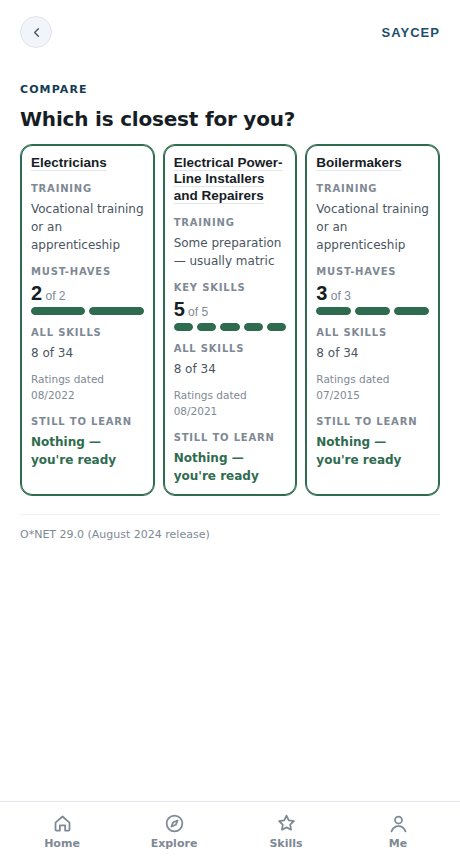 SAYCEP
COMPARE
Which is closest for you?
Electricians
TRAINING
Vocational training
or an
apprenticeship
MUST-HAVES
2 of 2
ALL SKILLS
8 of 34
Ratings dated
08/2022
STILL TO LEARN
Nothing —
you're ready
Electrical Power-
Line Installers
and Repairers
TRAINING
Some preparation
— usually matric
KEY SKILLS
5 of 5
ALL SKILLS
8 of 34
Ratings dated
08/2021
STILL TO LEARN
Nothing —
you're ready
Boilermakers
TRAINING
Vocational training
or an
apprenticeship
MUST-HAVES
3 of 3
ALL SKILLS
8 of 34
Ratings dated
07/2015
STILL TO LEARN
Nothing —
you're ready
O*NET 29.0 (August 2024 release)
Home
Explore
Skills
Me